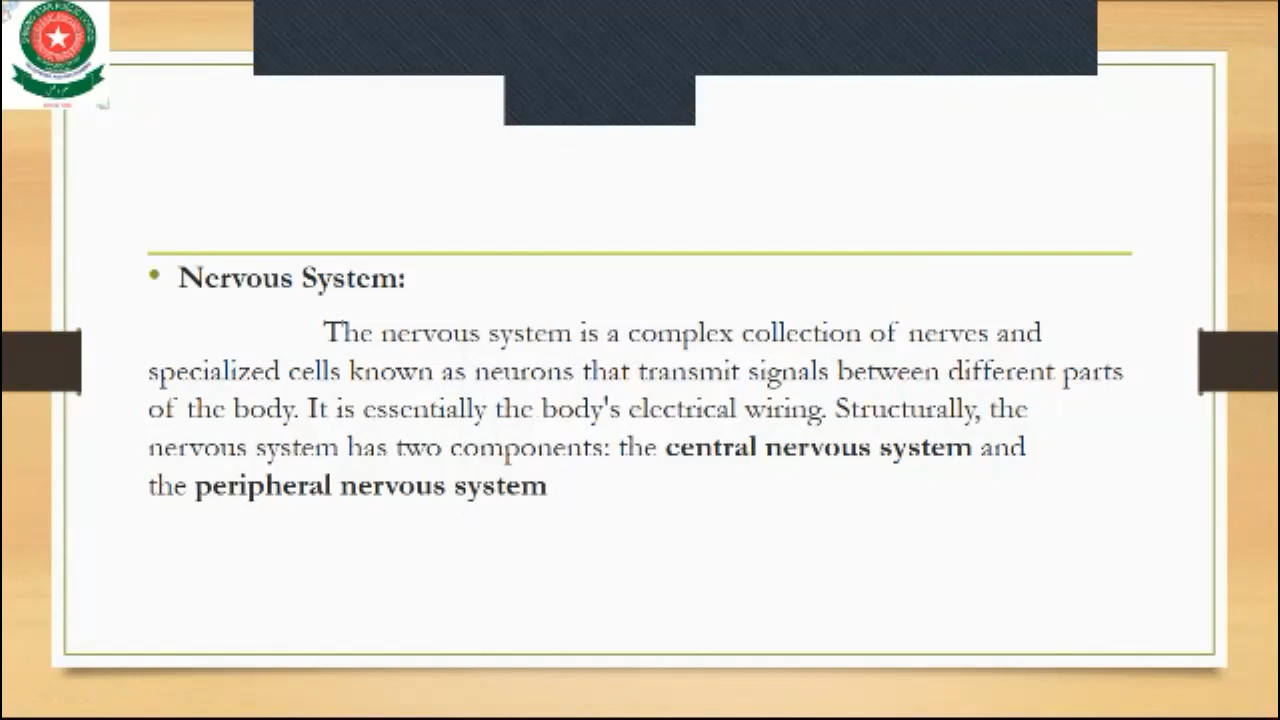 Nervous System:
The nervous system is a complex collection of nerves and
specialized cells known as neurons that transmit signals between different parts
of the body. It is essentially the body's electrical wiring. Structurally, the
nervous system has two components: the central nervous system and
the peripheral nervous system